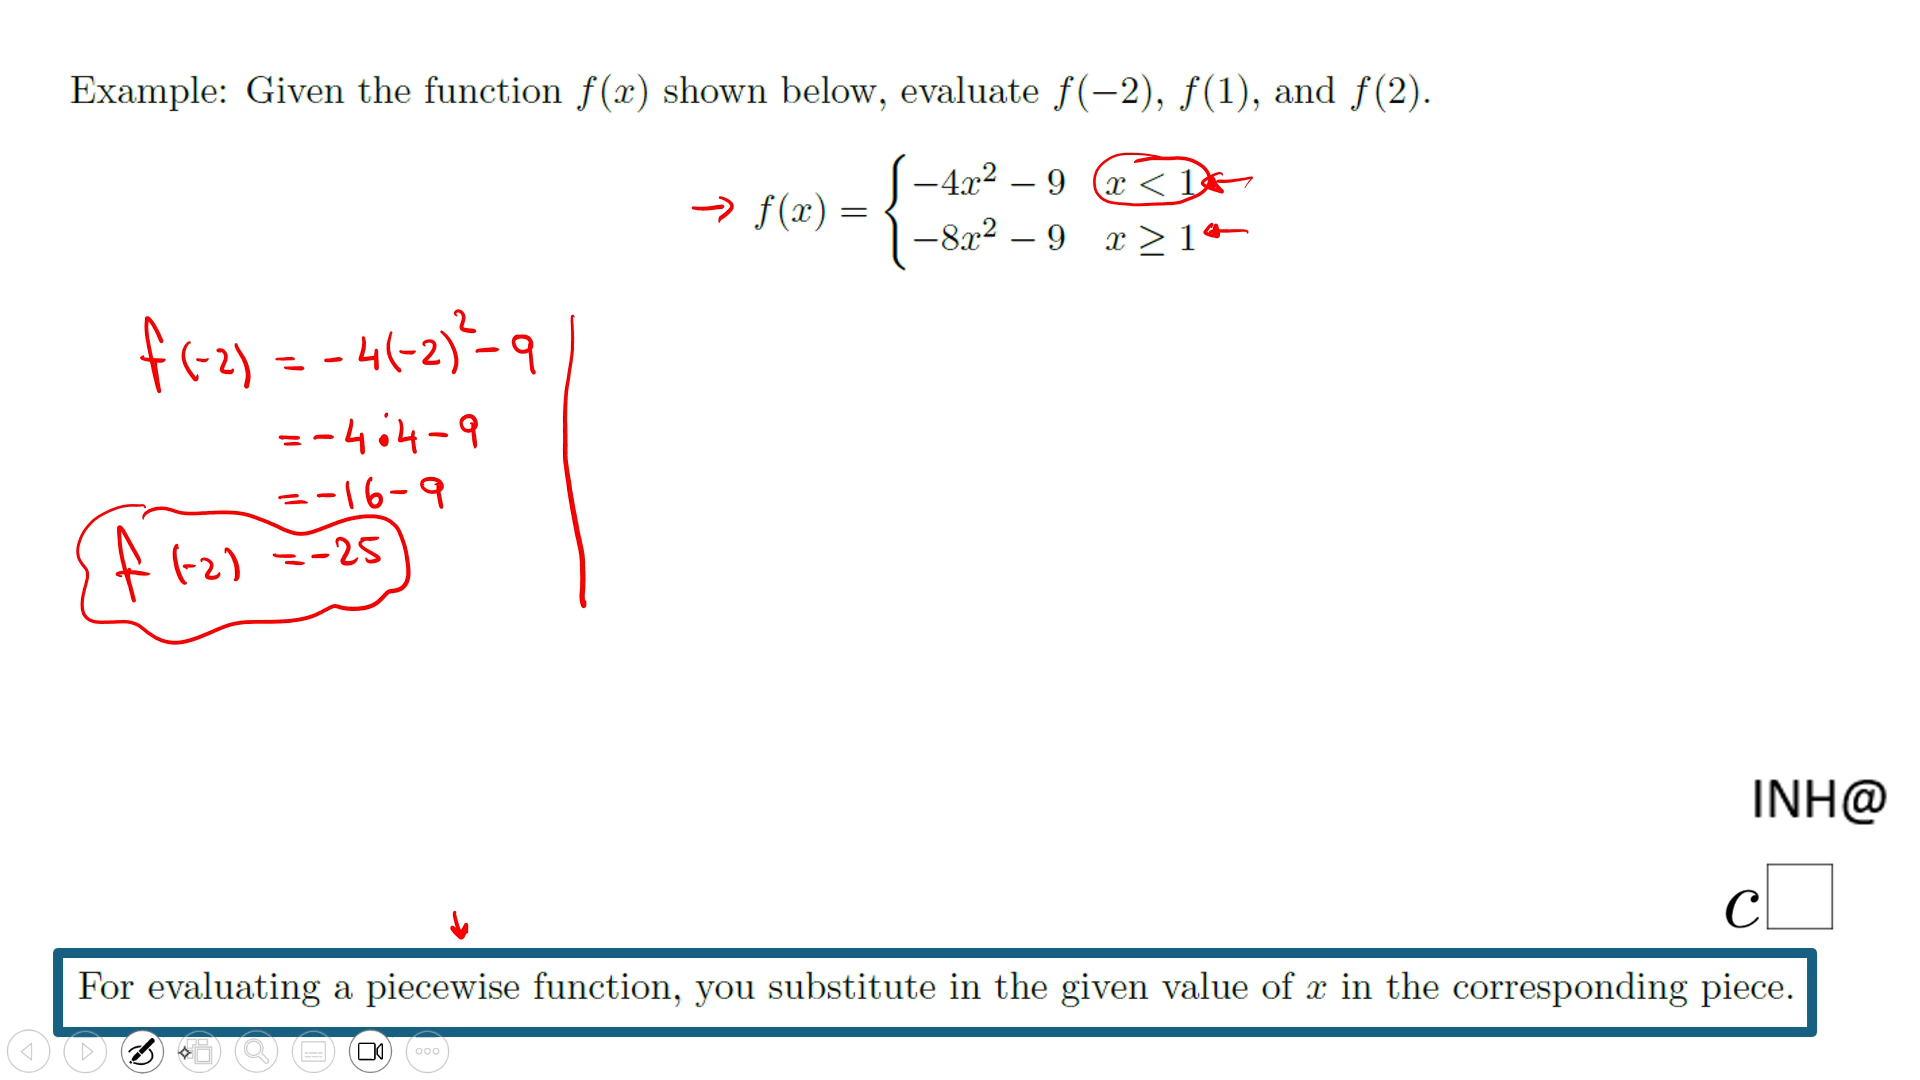 Example: Given the function f(x) shown below, evaluate f(−2), f(1), and f(2).
→ f(x) = { −4x² − 9   x < 1 ←
−8x² − 9   x ≥ 1 ←
f(-2) = -4(-2)² - 9
= -4 • 4 - 9
= -16 - 9
f(-2) = -25
INH@
c□
↓
For evaluating a piecewise function, you substitute in the given value of x in the corresponding piece.